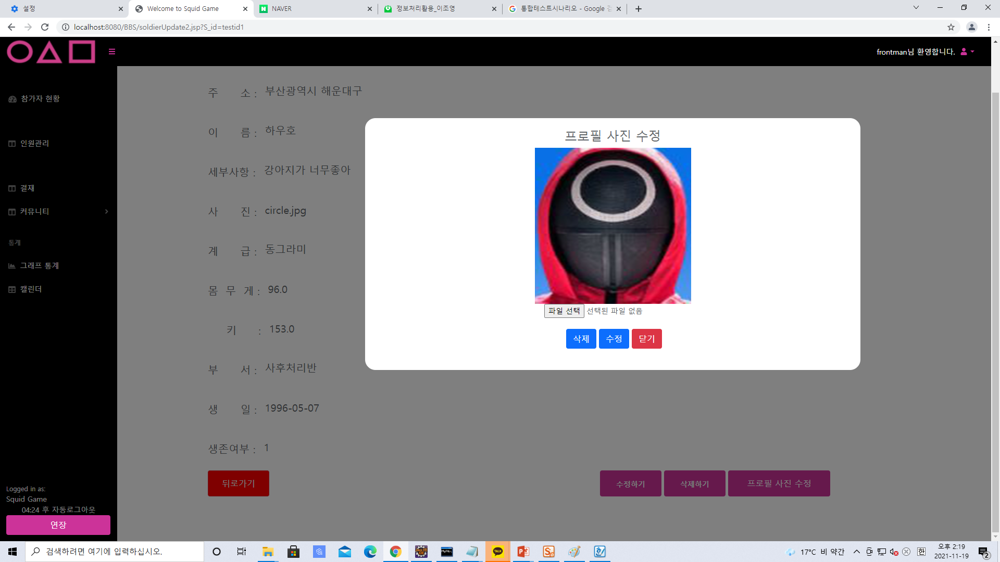 설정
Welcome to Squid Game
NAVER
정보처리활용_이조영
통합테스트시나리오 - Google
localhost:8080/BBS/soldierUpdate2.jsp?S_id=testid1
frontman님 환영합니다.
참가자 현황
인원관리
결재
커뮤니티
통계
그래프 통계
캘린더
Logged in as:
Squid Game
04:24 후 자동로그아웃
연장
주 소 : 부산광역시 해운대구
이 름 : 하우호
세부사항 : 강아지가 너무좋아
사 진 : circle.jpg
계 급 : 동그라미
몸 무 게 : 96.0
키 : 153.0
부 서 : 사후처리반
생 일 : 1996-05-07
생존여부 : 1
뒤로가기
수정하기
삭제하기
프로필 사진 수정
프로필 사진 수정
파일 선택 선택된 파일 없음
삭제
수정
닫기
검색하려면 여기에 입력하십시오.
TALK
17°C 비 약간
한
오후 2:19
2021-11-19
2